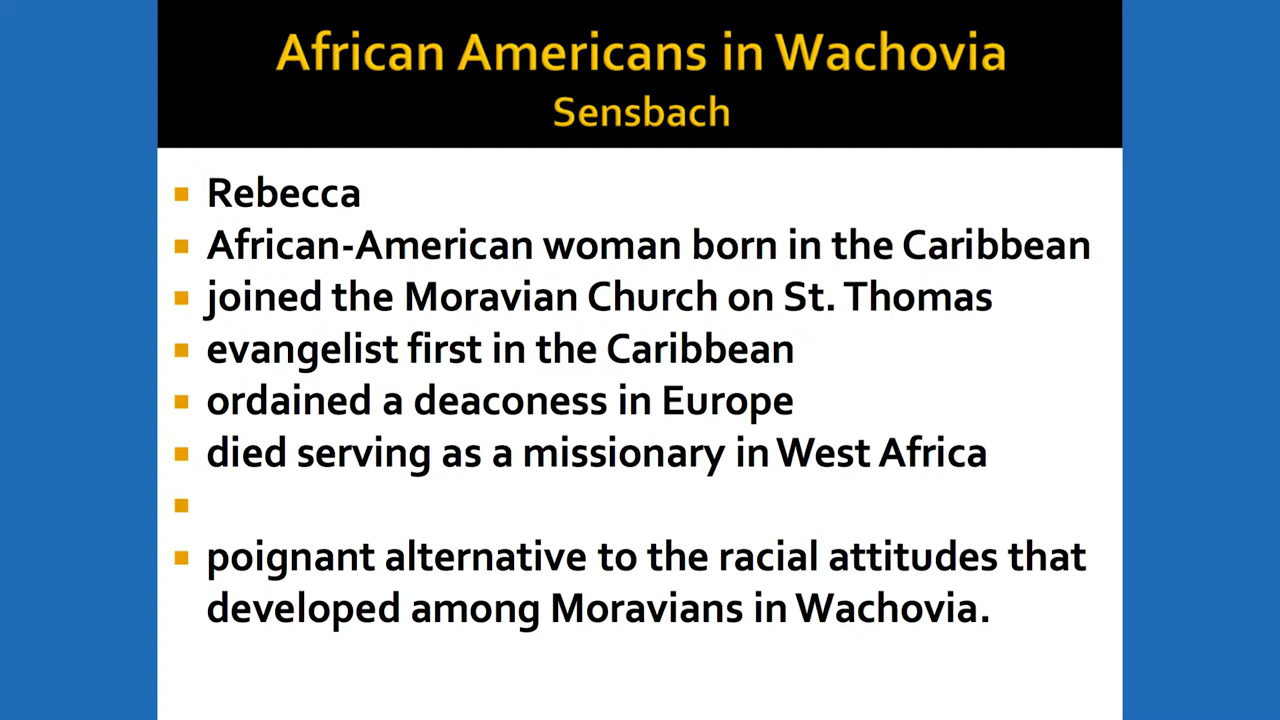 African Americans in Wachovia
Sensbach
Rebecca
African-American woman born in the Caribbean
joined the Moravian Church on St. Thomas
evangelist first in the Caribbean
ordained a deaconess in Europe
died serving as a missionary in West Africa
poignant alternative to the racial attitudes that
developed among Moravians in Wachovia.